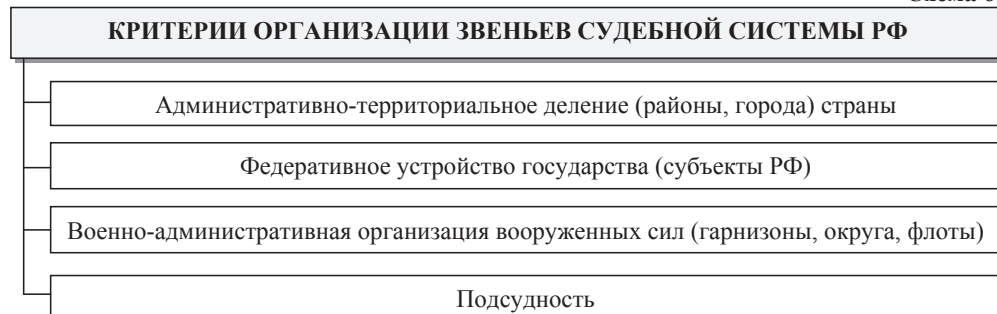 КРИТЕРИИ ОРГАНИЗАЦИИ ЗВЕНЬЕВ СУДЕБНОЙ СИСТЕМЫ РФ
Административно-территориальное деление (районы, города) страны
Федеративное устройство государства (субъекты РФ)
Военно-административная организация вооруженных сил (гарнизоны, округа, флоты)
Подсудность